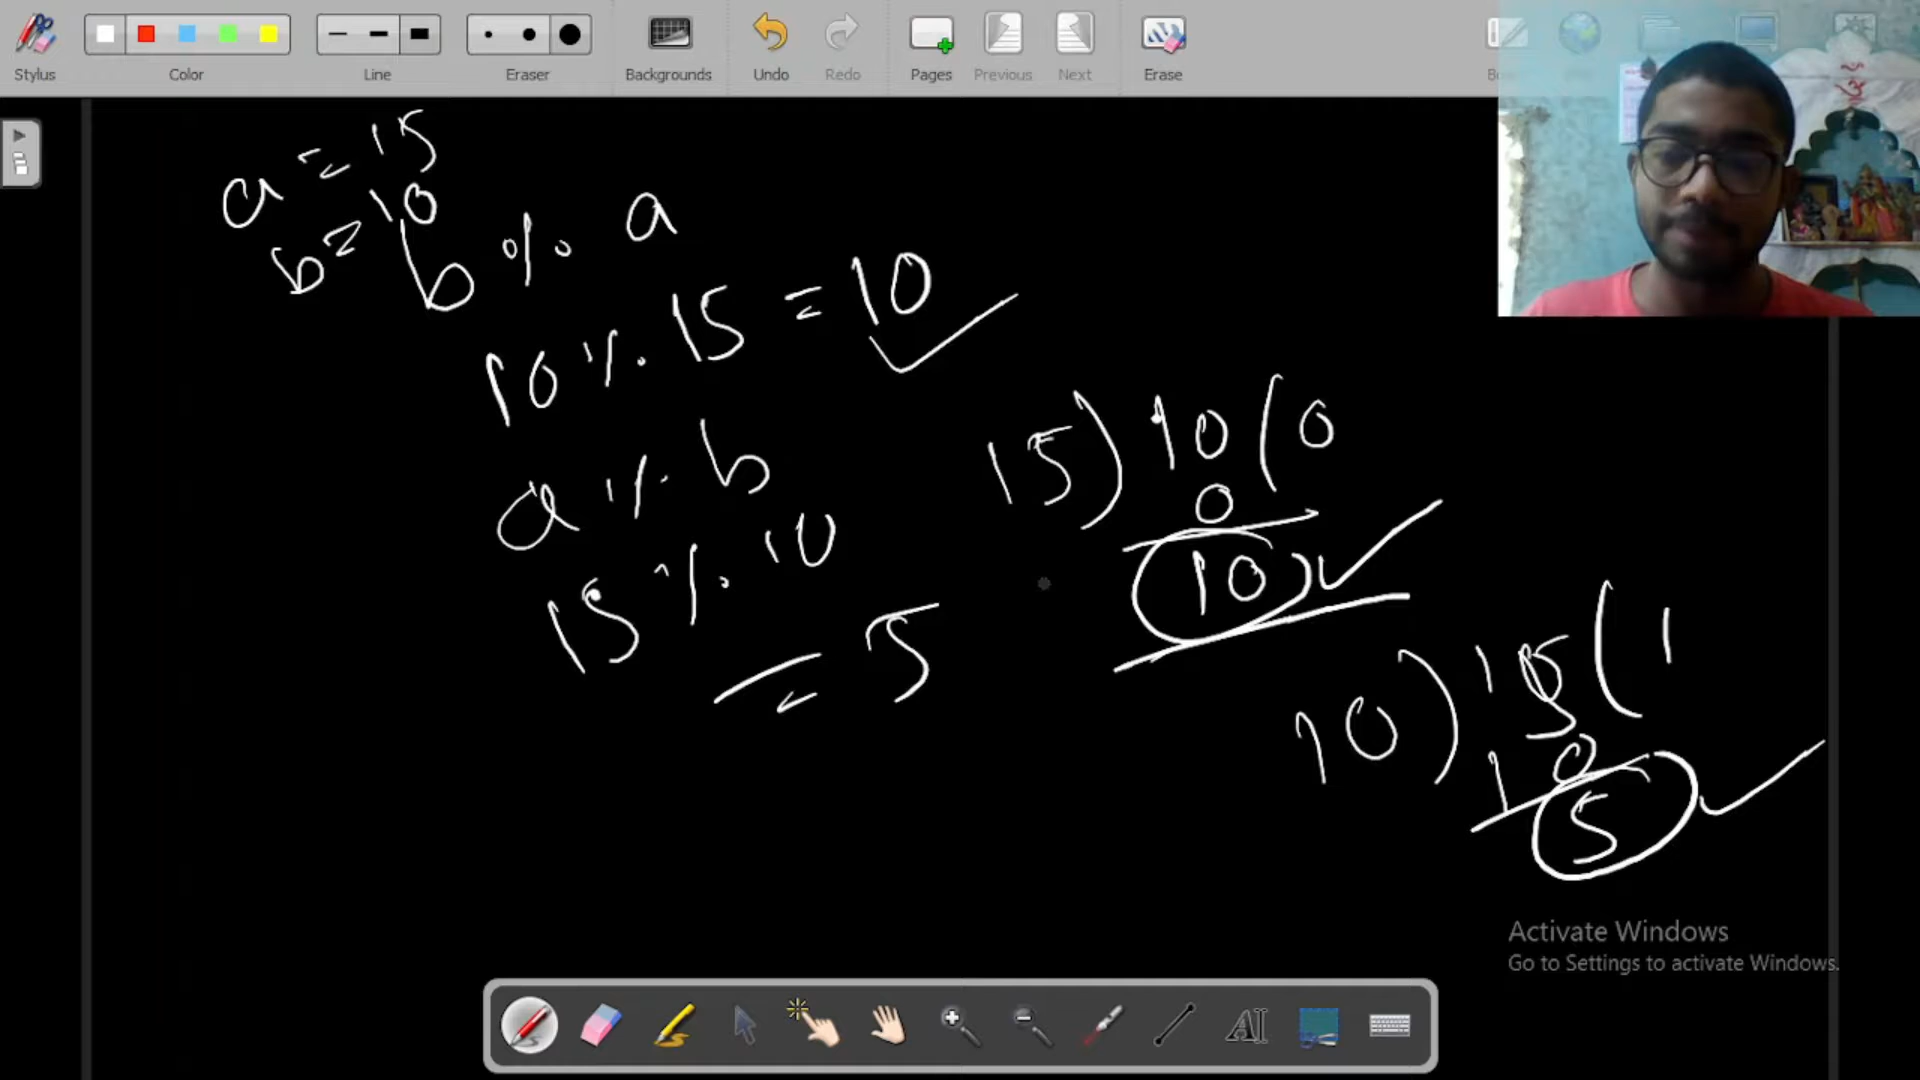 Stylus
Color
Line
Eraser
Backgrounds
Undo
Redo
Pages
Previous
Next
Erase
a = 15
b = 10
b % a
10 % 15 = 10
a % b
15 % 10
= 5
15) 10 ( 0
0
10
10) 15 ( 1
10
5
Activate Windows
Go to Settings to activate Windows.
AI